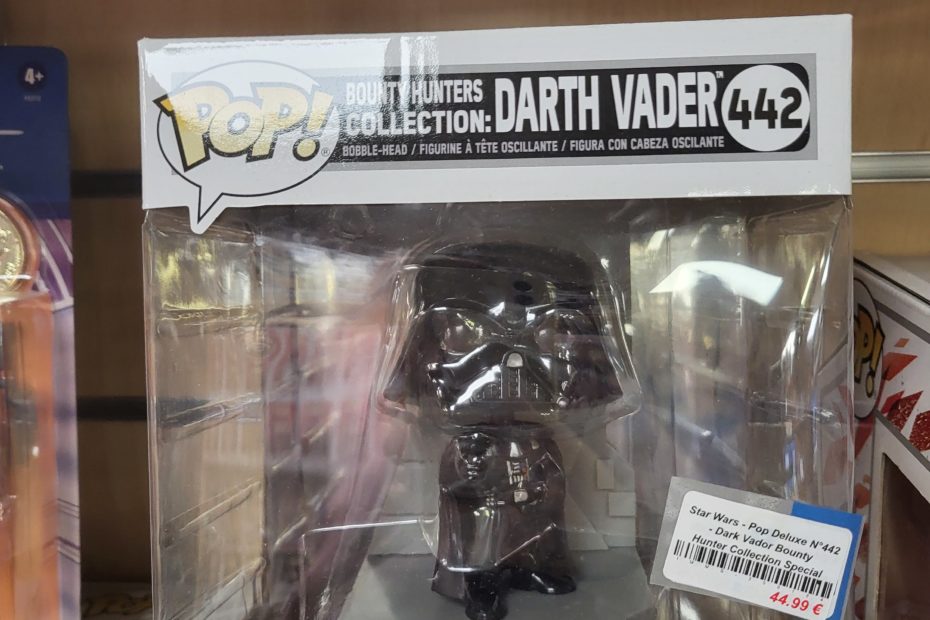 4+
POP!
BOUNTY HUNTERS
COLLECTION: DARTH VADER™ 442
BOBBLE-HEAD / FIGURINE À TÊTE OSCILLANTE / FIGURA CON CABEZA OSCILANTE
POP!
Star Wars - Pop Deluxe N°442
- Dark Vador Bounty
Hunter Collection Special
44.99 €